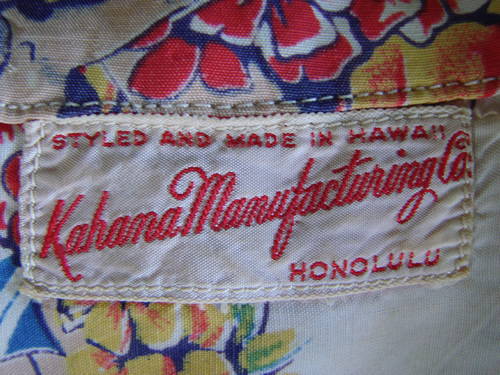 STYLED AND MADE IN HAWAII
Kahana Manufacturing Co.
HONOLULU